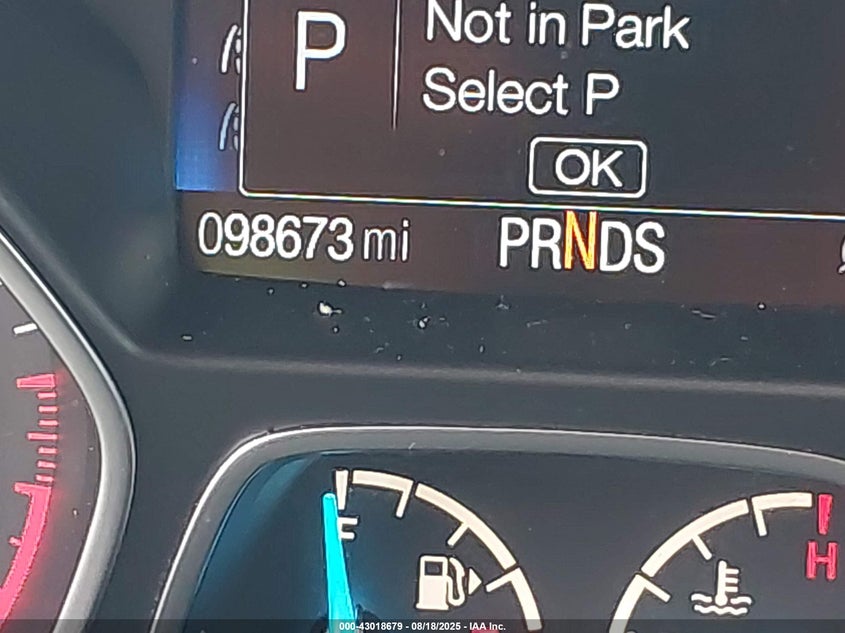 P
Not in Park
Select P
OK
098673 mi
PRNDS
F
H
000-43018679 - 08/18/2025 - IAA Inc.